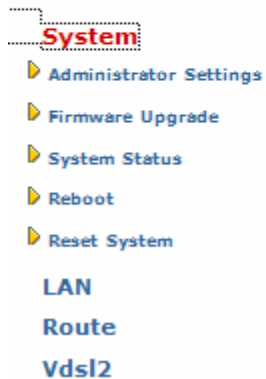 System
Administrator Settings
Firmware Upgrade
System Status
Reboot
Reset System
LAN
Route
Vdsl2